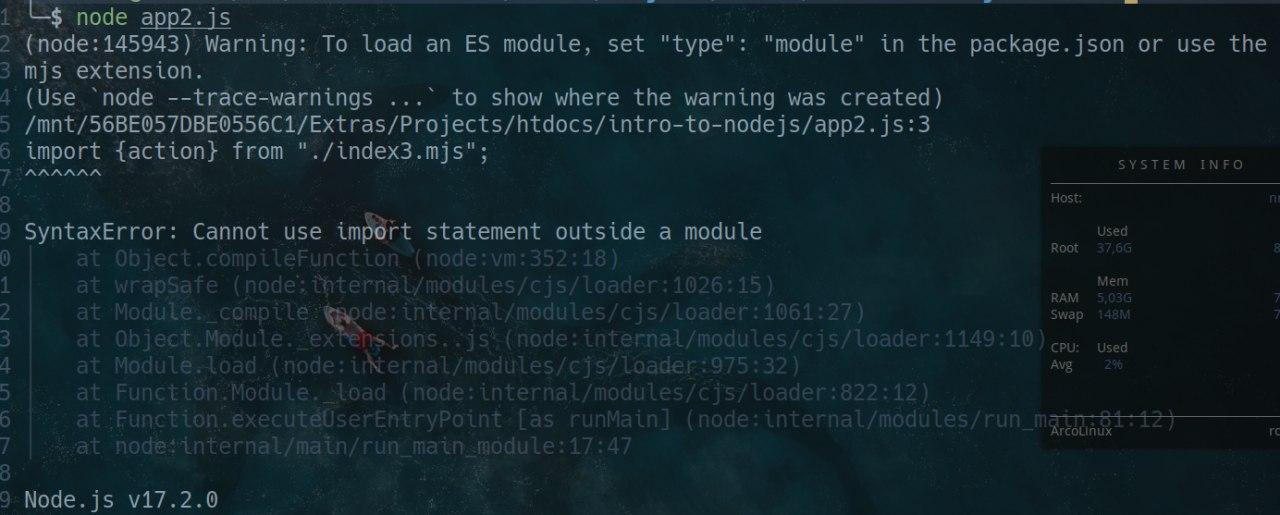 1 └─$ node app2.js
2 (node:145943) Warning: To load an ES module, set "type": "module" in the package.json or use the
3 mjs extension.
4 (Use `node --trace-warnings ...` to show where the warning was created)
5 /mnt/56BE057DBE0556C1/Extras/Projects/htdocs/intro-to-nodejs/app2.js:3
6 import {action} from "./index3.mjs";
7 ^^^^^^
8
9 SyntaxError: Cannot use import statement outside a module
0     at Object.compileFunction (node:vm:352:18)
1     at wrapSafe (node:internal/modules/cjs/loader:1026:15)
2     at Module._compile (node:internal/modules/cjs/loader:1061:27)
3     at Object.Module._extensions..js (node:internal/modules/cjs/loader:1149:10)
4     at Module.load (node:internal/modules/cjs/loader:975:32)
5     at Function.Module._load (node:internal/modules/cjs/loader:822:12)
6     at Function.executeUserEntryPoint [as runMain] (node:internal/modules/run_main:81:12)
7     at node:internal/main/run_main_module:17:47
8
9 Node.js v17.2.0
SYSTEM INFO
Host:
Used
Root 37,6G
Mem
RAM 5,03G
Swap 148M
CPU: Used
Avg 2%
ArcoLinux